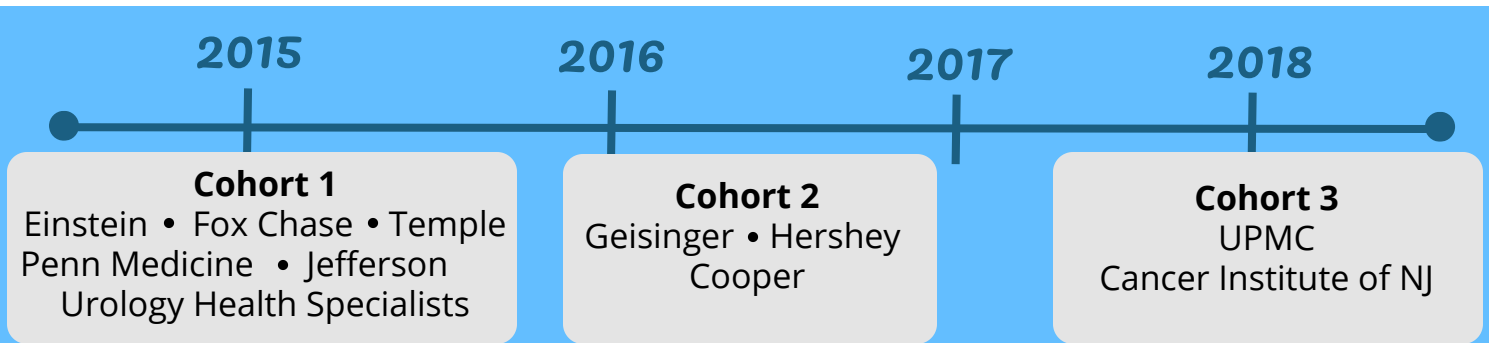 2015
2016
2017
2018
Cohort 1
Einstein • Fox Chase • Temple
Penn Medicine • Jefferson
Urology Health Specialists
Cohort 2
Geisinger • Hershey
Cooper
Cohort 3
UPMC
Cancer Institute of NJ